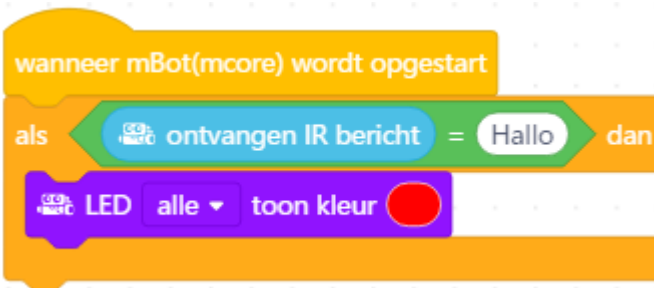 wanneer mBot(mcore) wordt opgestart
als ontvangen IR bericht = Hallo dan
LED alle toon kleur